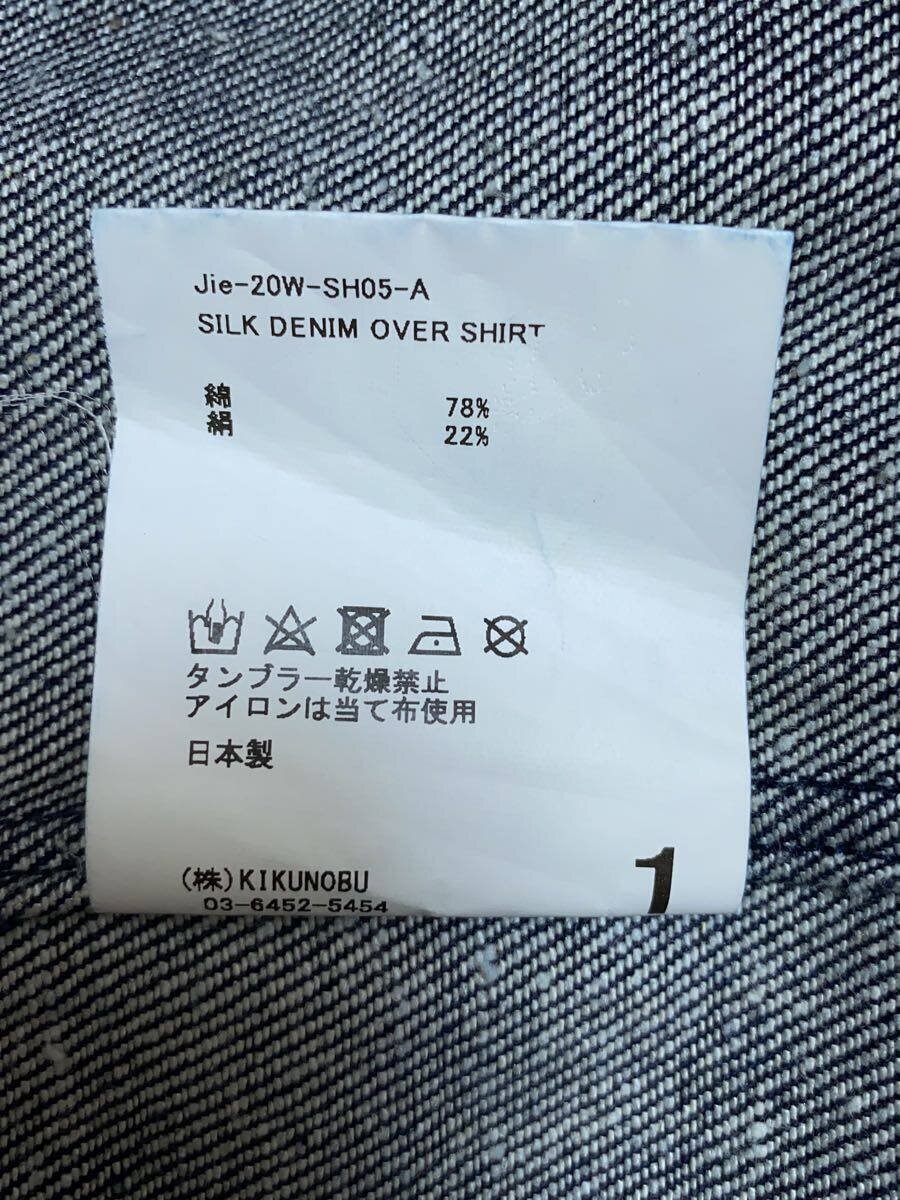 Jie-20W-SH05-A
SILK DENIM OVER SHIRT
綿 78%
絹 22%
タンブラー乾燥禁止
アイロンは当て布使用
日本製
(株)KIKUNOBU
03-6452-5454
1